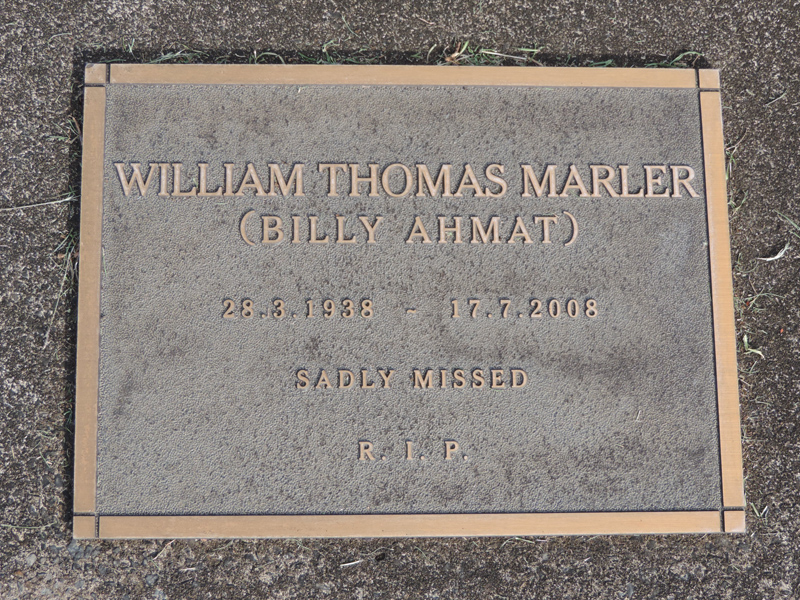 WILLIAM THOMAS MARLER
(BILLY AHMAT)
28.3.1938 ~ 17.7.2008
SADLY MISSED
R. I. P.